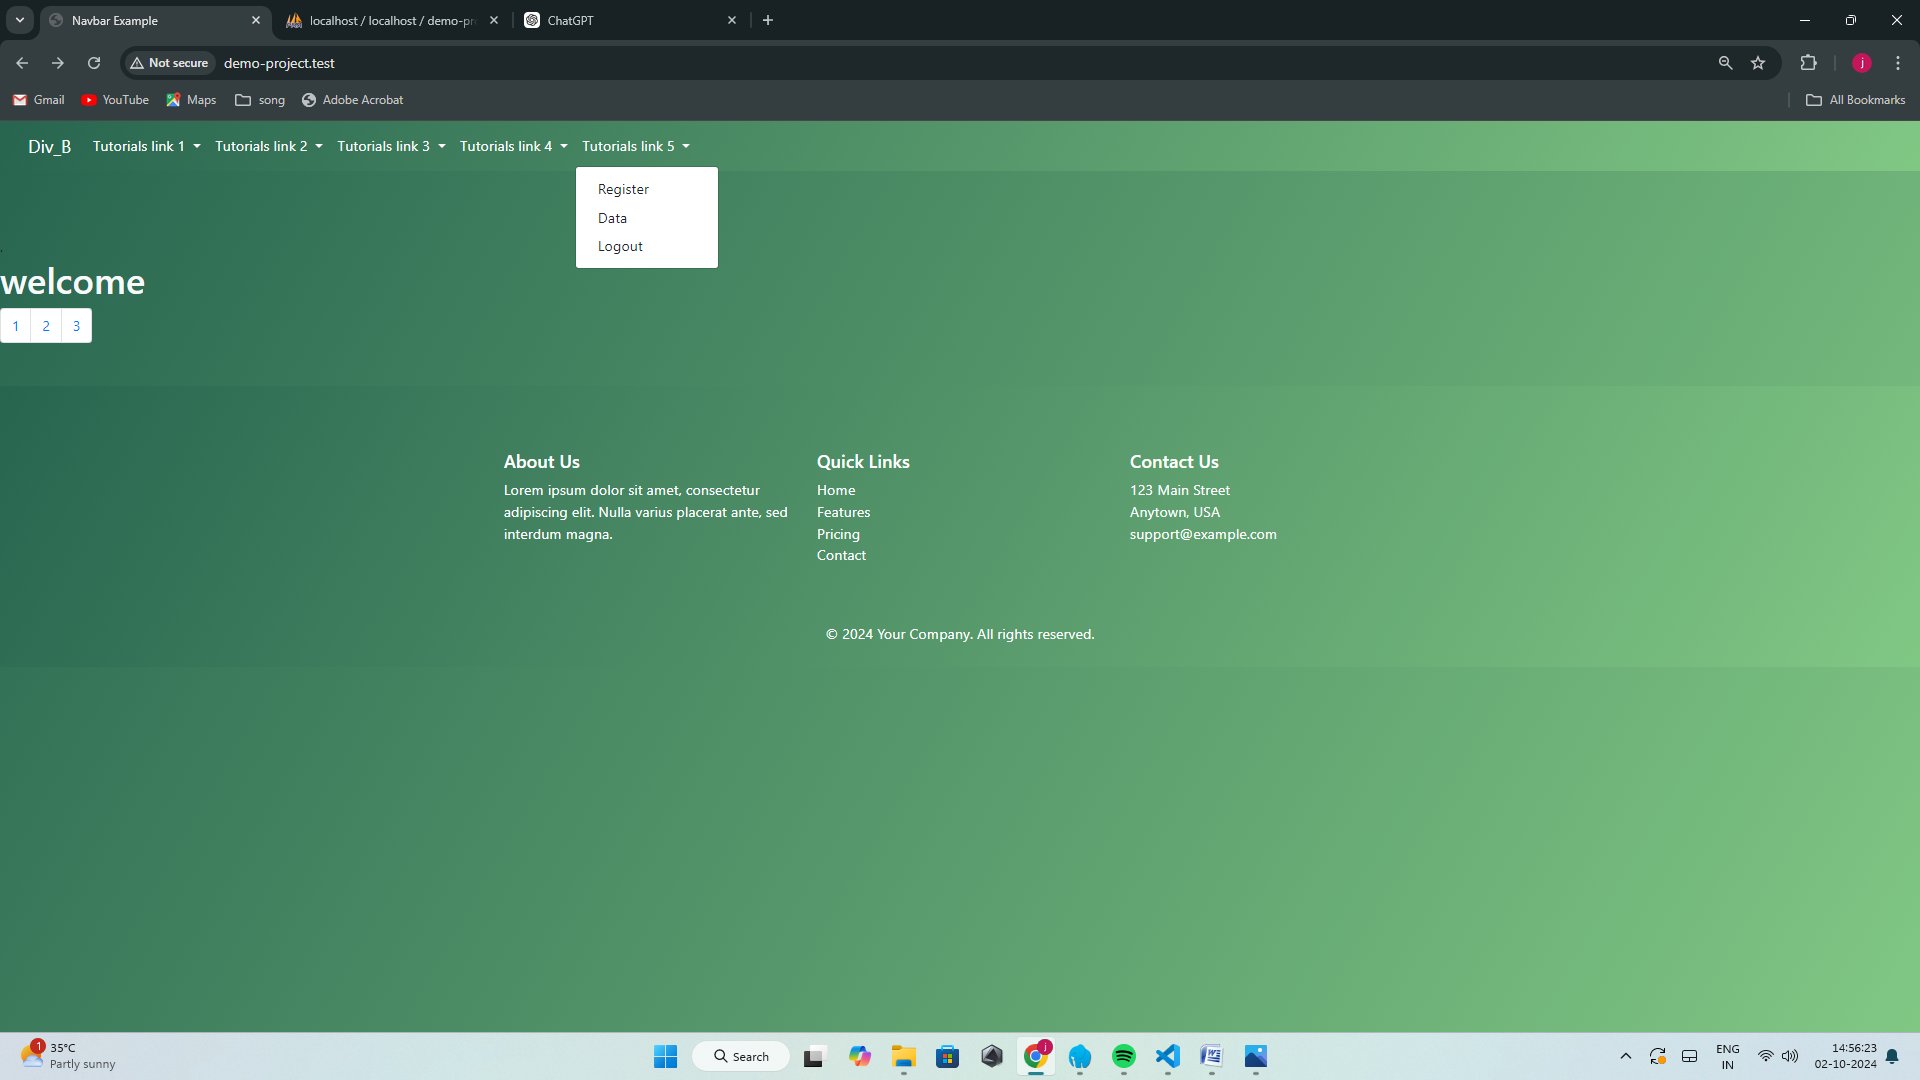 Navbar Example
localhost / localhost / demo-pr
ChatGPT
Not secure
demo-project.test
j
Gmail
YouTube
Maps
song
Adobe Acrobat
All Bookmarks
Div_B
Tutorials link 1
Tutorials link 2
Tutorials link 3
Tutorials link 4
Tutorials link 5
Register
Data
Logout
.
welcome
1
2
3
About Us
Lorem ipsum dolor sit amet, consectetur
adipiscing elit. Nulla varius placerat ante, sed
interdum magna.
Quick Links
Home
Features
Pricing
Contact
Contact Us
123 Main Street
Anytown, USA
support@example.com
© 2024 Your Company. All rights reserved.
1
35°C
Partly sunny
Search
j
ENG
IN
14:56:23
02-10-2024